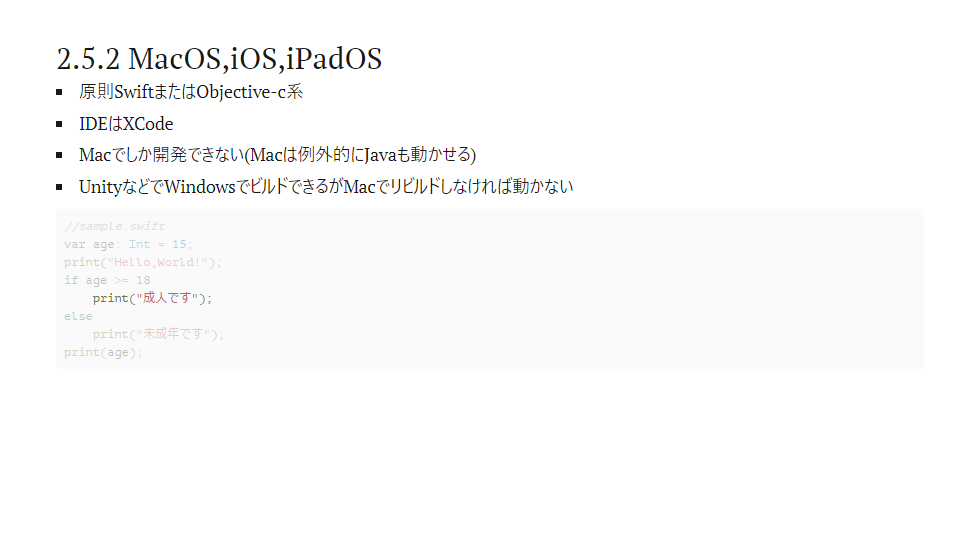 2.5.2 MacOS,iOS,iPadOS
原則SwiftまたはObjective-c系
IDEはXCode
Macでしか開発できない(Macは例外的にJavaも動かせる)
UnityなどでWindowsでビルドできるがMacでリビルドしなければ動かない
//sample.swift
var age: Int = 15;
print("Hello,World!");
if age >= 18
    print("成人です");
else
    print("未成年です");
print(age);